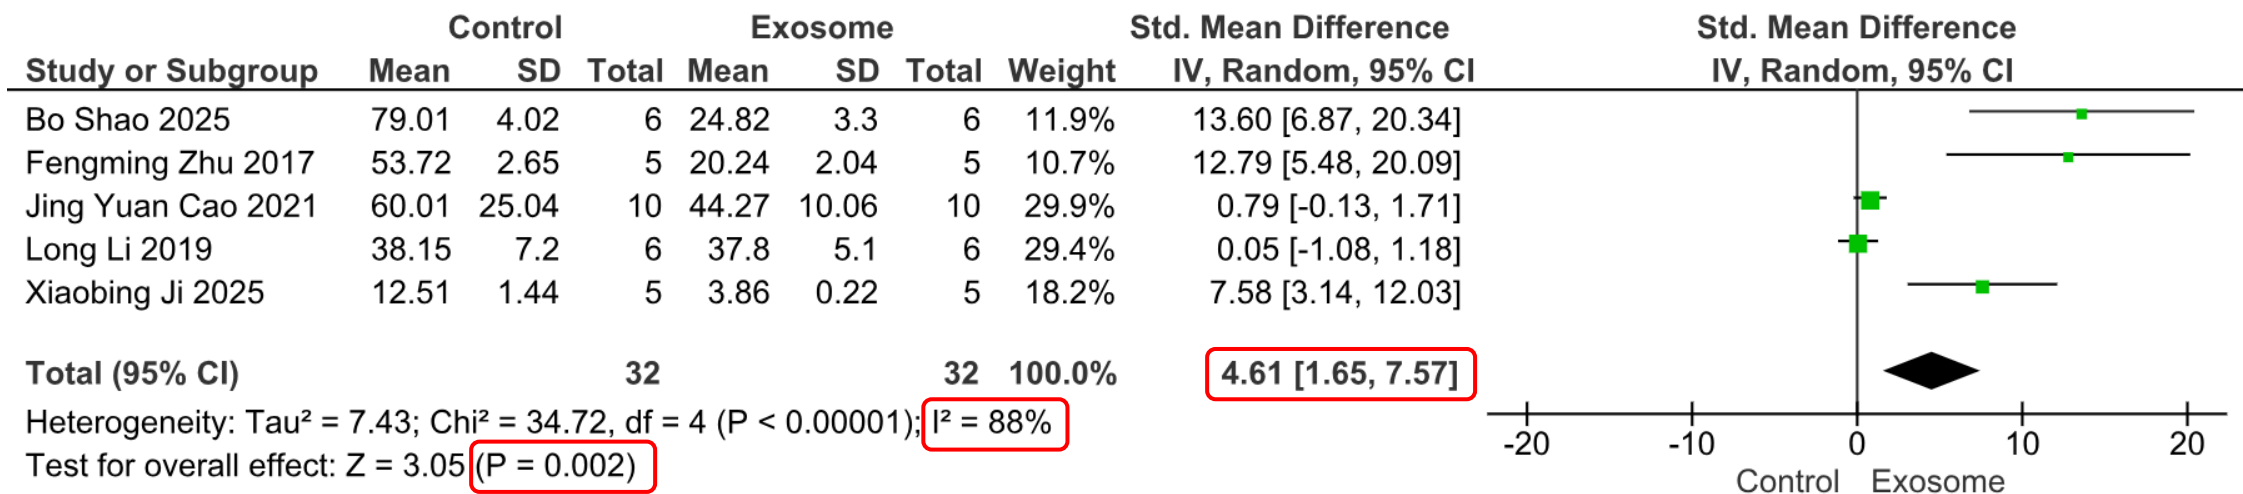 Control Exosome Std. Mean Difference Std. Mean Difference
Study or Subgroup Mean SD Total Mean SD Total Weight IV, Random, 95% CI IV, Random, 95% CI
Bo Shao 2025 79.01 4.02 6 24.82 3.3 6 11.9% 13.60 [6.87, 20.34]
Fengming Zhu 2017 53.72 2.65 5 20.24 2.04 5 10.7% 12.79 [5.48, 20.09]
Jing Yuan Cao 2021 60.01 25.04 10 44.27 10.06 10 29.9% 0.79 [-0.13, 1.71]
Long Li 2019 38.15 7.2 6 37.8 5.1 6 29.4% 0.05 [-1.08, 1.18]
Xiaobing Ji 2025 12.51 1.44 5 3.86 0.22 5 18.2% 7.58 [3.14, 12.03]
Total (95% CI) 32 32 100.0% 4.61 [1.65, 7.57]
Heterogeneity: Tau² = 7.43; Chi² = 34.72, df = 4 (P < 0.00001); I² = 88%
Test for overall effect: Z = 3.05 (P = 0.002)
-20 -10 0 10 20
Control Exosome